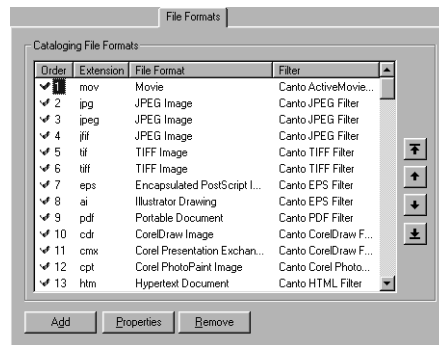 File Formats
Cataloging File Formats
Order Extension File Format Filter
1 mov Movie Canto ActiveMovie...
2 jpg JPEG Image Canto JPEG Filter
3 jpeg JPEG Image Canto JPEG Filter
4 jfif JPEG Image Canto JPEG Filter
5 tif TIFF Image Canto TIFF Filter
6 tiff TIFF Image Canto TIFF Filter
7 eps Encapsulated PostScript I... Canto EPS Filter
8 ai Illustrator Drawing Canto EPS Filter
9 pdf Portable Document Canto PDF Filter
10 cdr CorelDraw Image Canto CorelDraw F...
11 cmx Corel Presentation Exchan... Canto CorelDraw F...
12 cpt Corel PhotoPaint Image Canto Corel Photo...
13 htm Hypertext Document Canto HTML Filter
Add Properties Remove